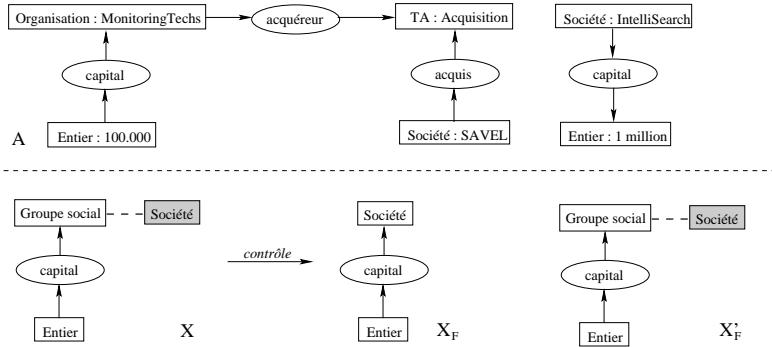 Organisation : MonitoringTechs
acquéreur
TA : Acquisition
Société : IntelliSearch
capital
acquis
capital
Entier : 100.000
Société : SAVEL
Entier : 1 million
A
Groupe social
Société
Société
Groupe social
Société
contrôle
capital
capital
capital
Entier
X
Entier
X_F
Entier
X'_F